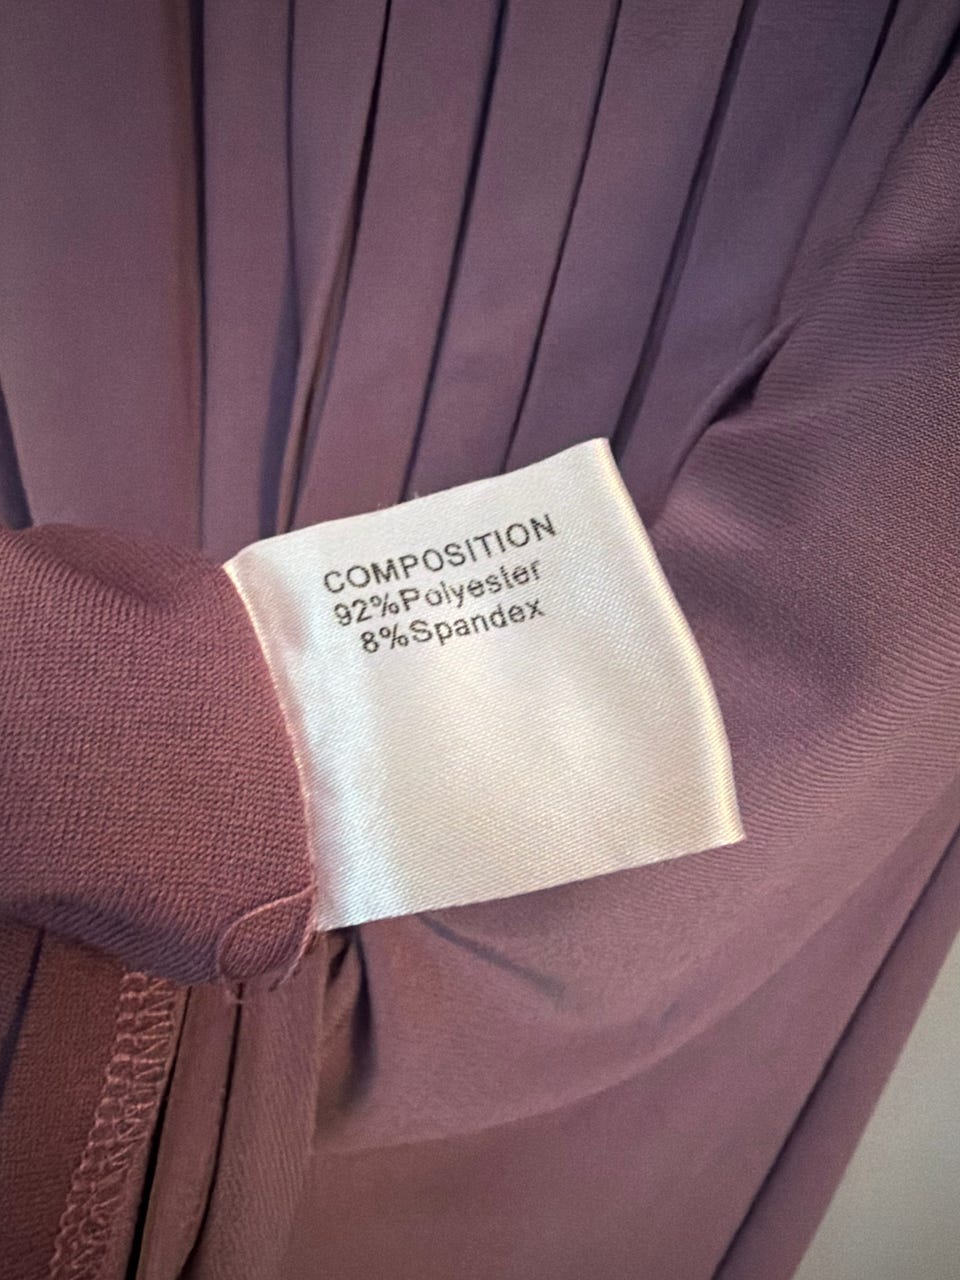 COMPOSITION
92%Polyester
8%Spandex